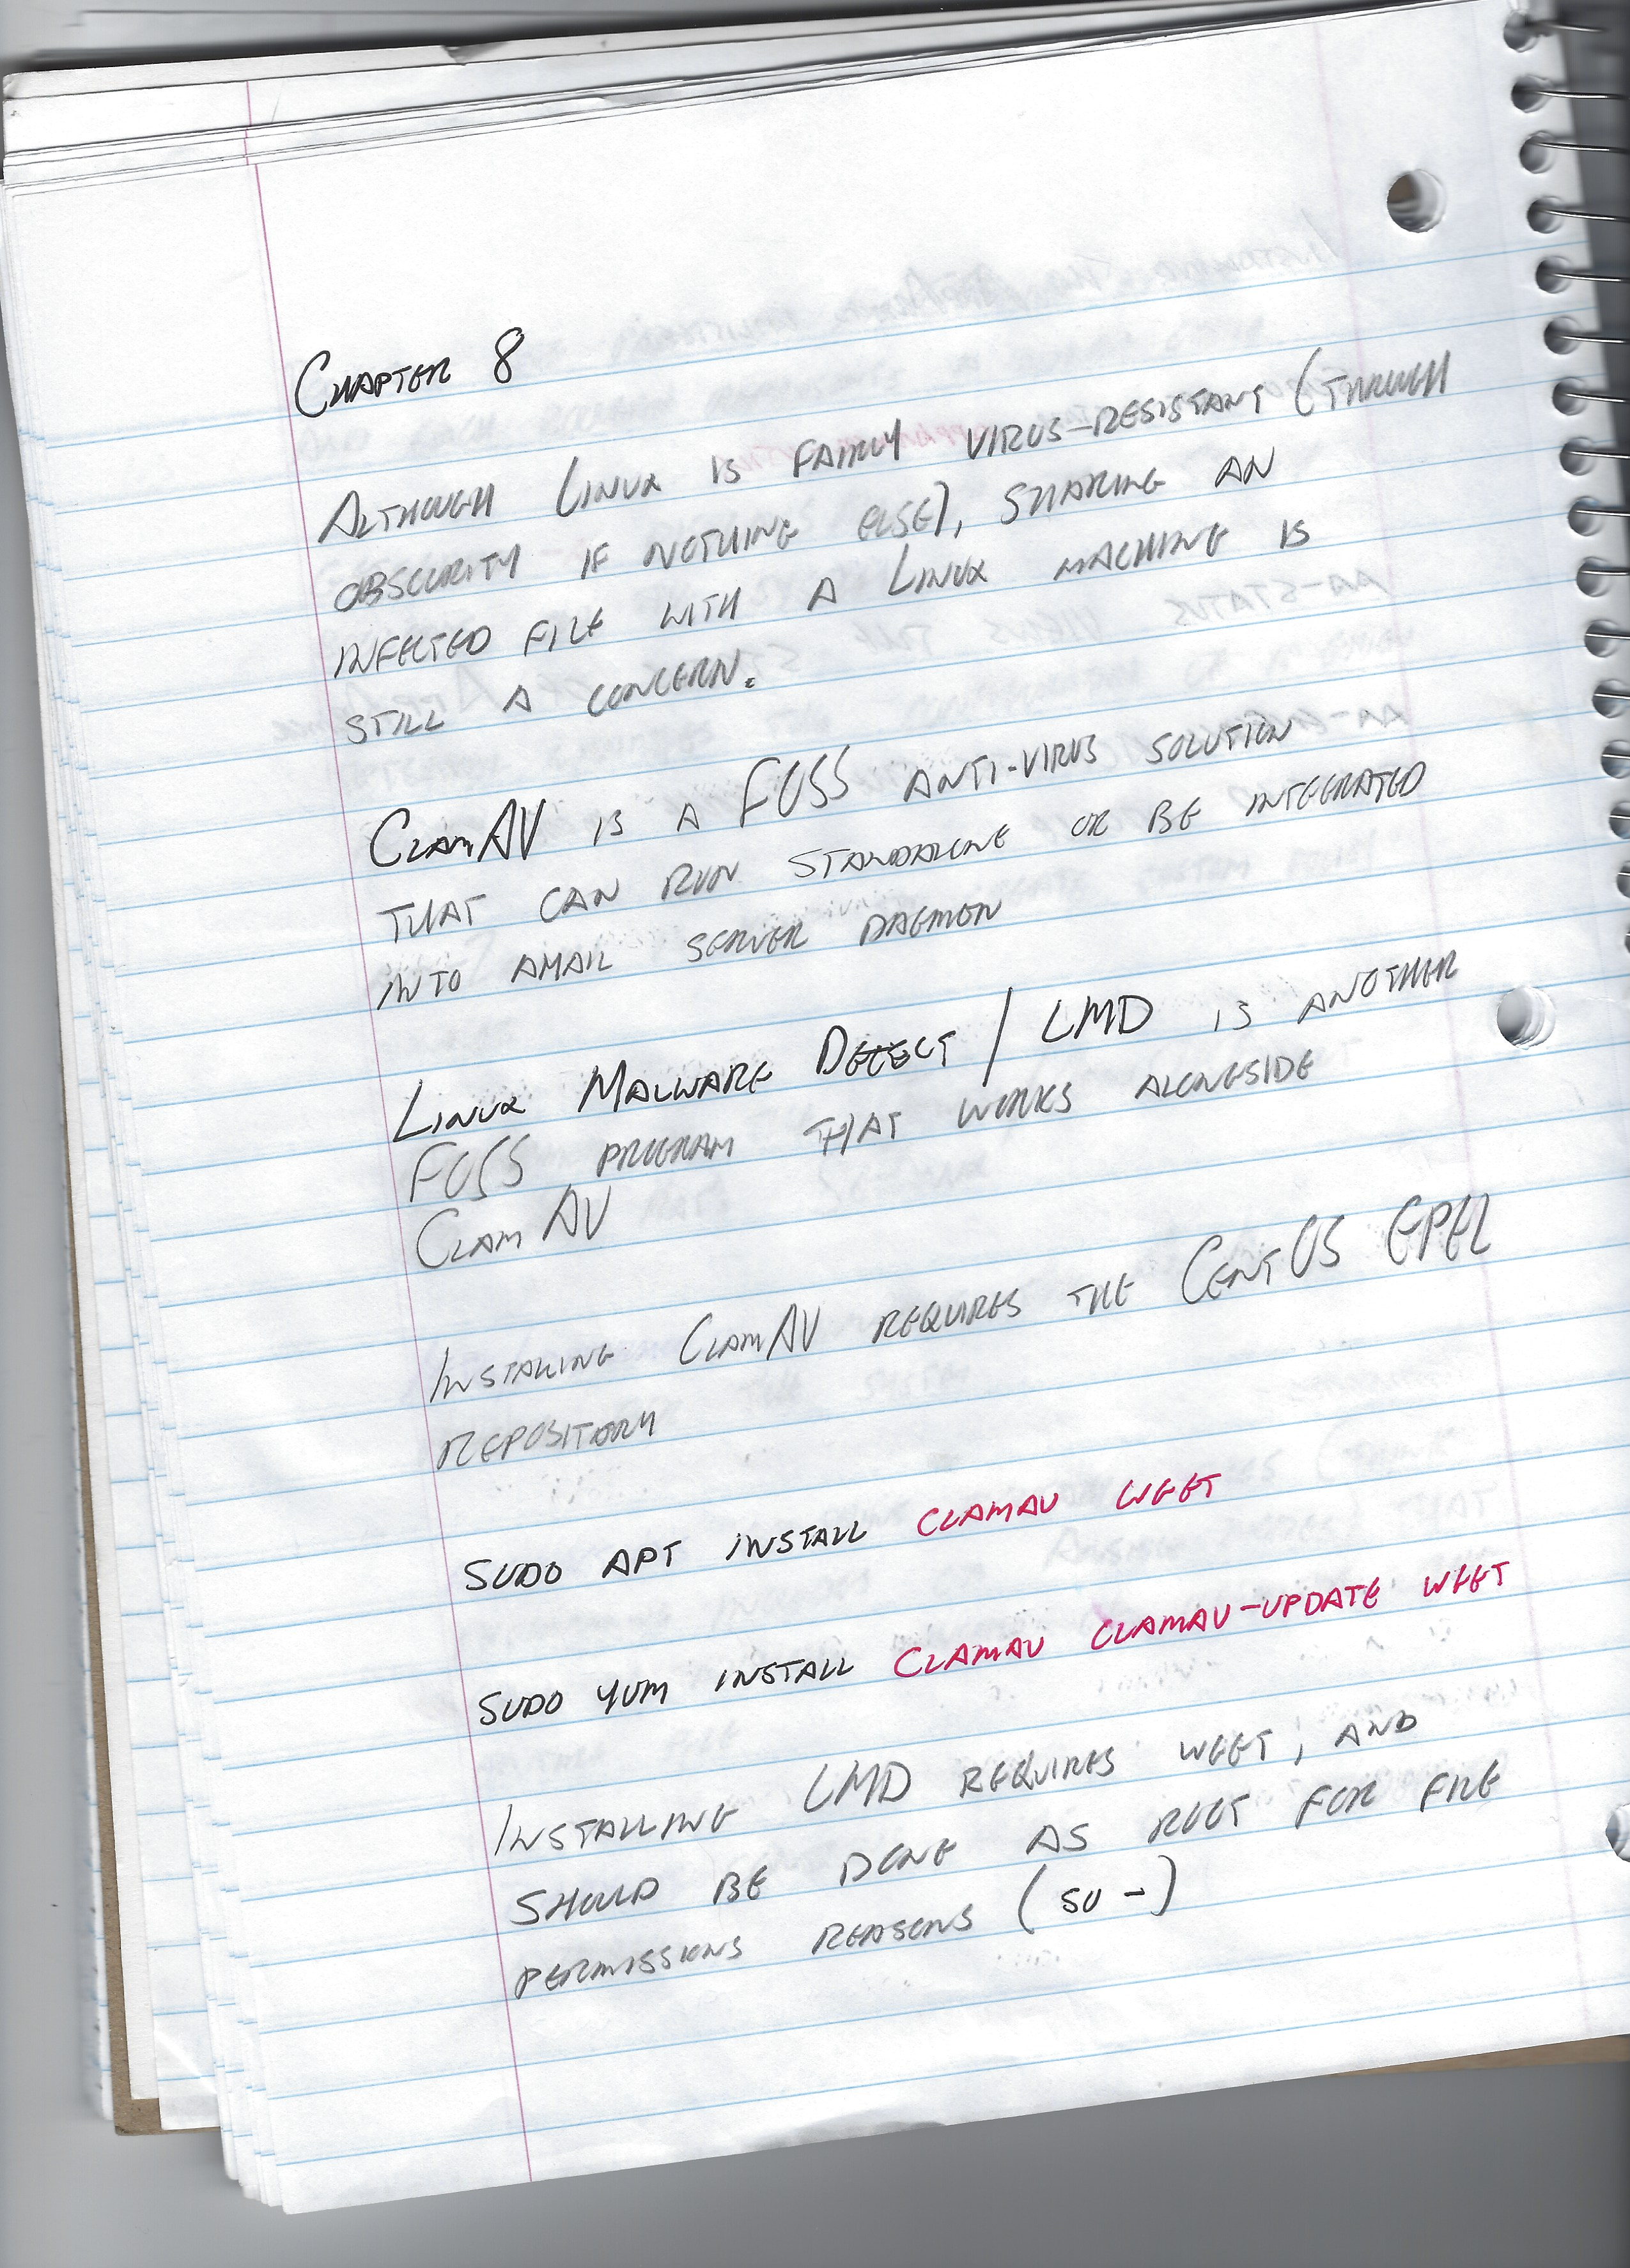 CHAPTER 8
ALTHOUGH LINUX IS FAIRLY VIRUS-RESISTANT (THROUGH
OBSCURITY IF NOTHING ELSE), SHARING AN
INFECTED FILE WITH A LINUX MACHINE IS
STILL A CONCERN.
CLAMAV IS A FOSS ANTI-VIRUS SOLUTION
THAT CAN RUN STANDALONE OR BE INTEGRATED
INTO A MAIL SERVER DAEMON
LINUX MALWARE DETECT / LMD IS ANOTHER
FOSS PROGRAM THAT WORKS ALONGSIDE
CLAMAV
INSTALLING CLAMAV REQUIRES THE CENTOS EPEL
REPOSITORY
SUDO APT INSTALL CLAMAV WGET
SUDO YUM INSTALL CLAMAV CLAMAV-UPDATE WGET
INSTALLING LMD REQUIRES WGET, AND
SHOULD BE DONE AS ROOT FOR FILE
PERMISSIONS REASONS (SU -)